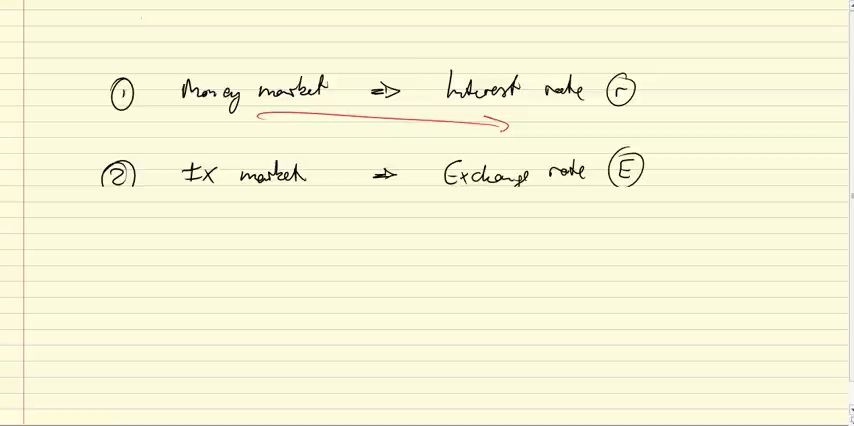 ① Money market ⇒ Interest rate ⓡ
② FX market ⇒ Exchange rate Ⓔ